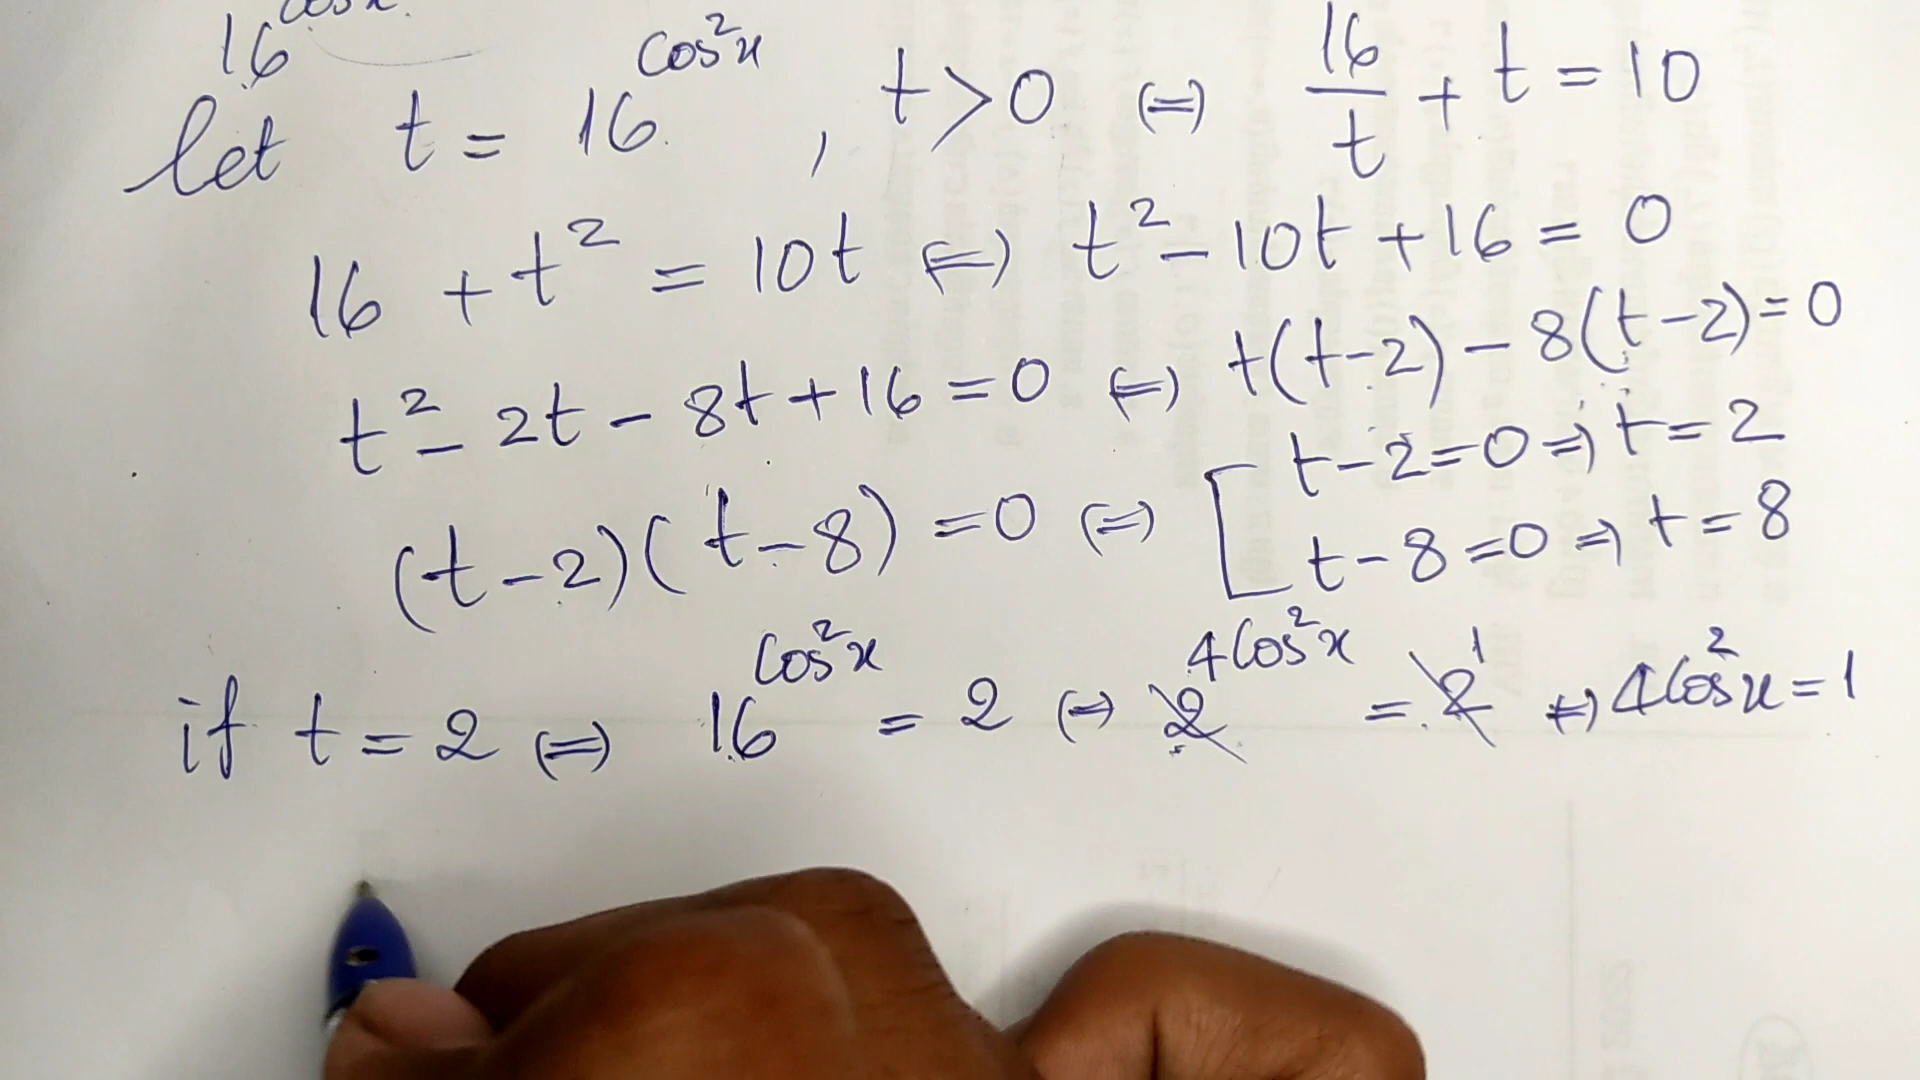 16^cos²x
let t = 16^cos²x , t>0 ⇔ 16/t + t = 10
16 + t² = 10t ⇔ t² - 10t + 16 = 0
t² - 2t - 8t + 16 = 0 ⇔ t(t-2) - 8(t-2) = 0
(t-2)(t-8) = 0 ⇔ [ t-2=0 ⇒ t=2
t-8=0 ⇒ t=8
if t = 2 ⇔ 16^cos²x = 2 ⇔ 2^4cos²x = 2^1 ⇔ 4cos²x = 1